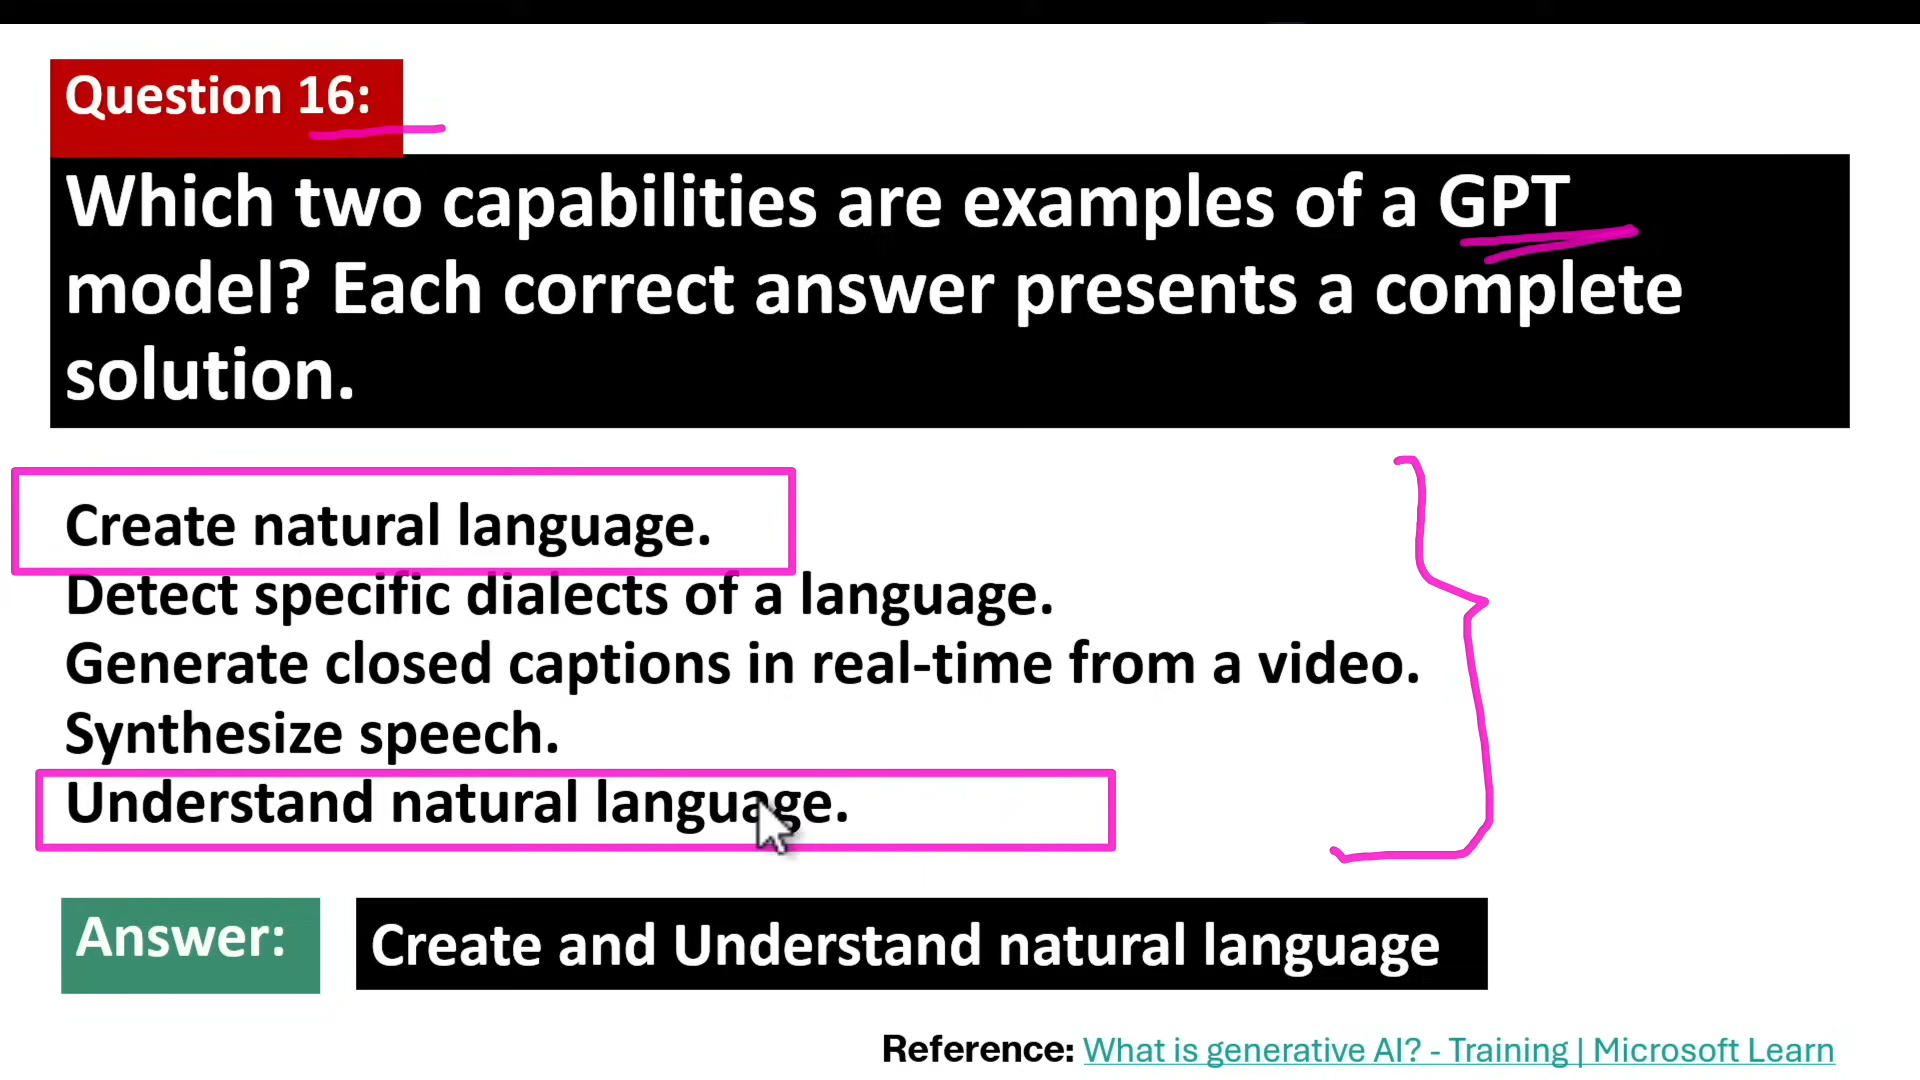 Question 16:
Which two capabilities are examples of a GPT
model? Each correct answer presents a complete
solution.
Create natural language.
Detect specific dialects of a language.
Generate closed captions in real-time from a video.
Synthesize speech.
Understand natural language.
Answer:
Create and Understand natural language
Reference: What is generative AI? - Training | Microsoft Learn